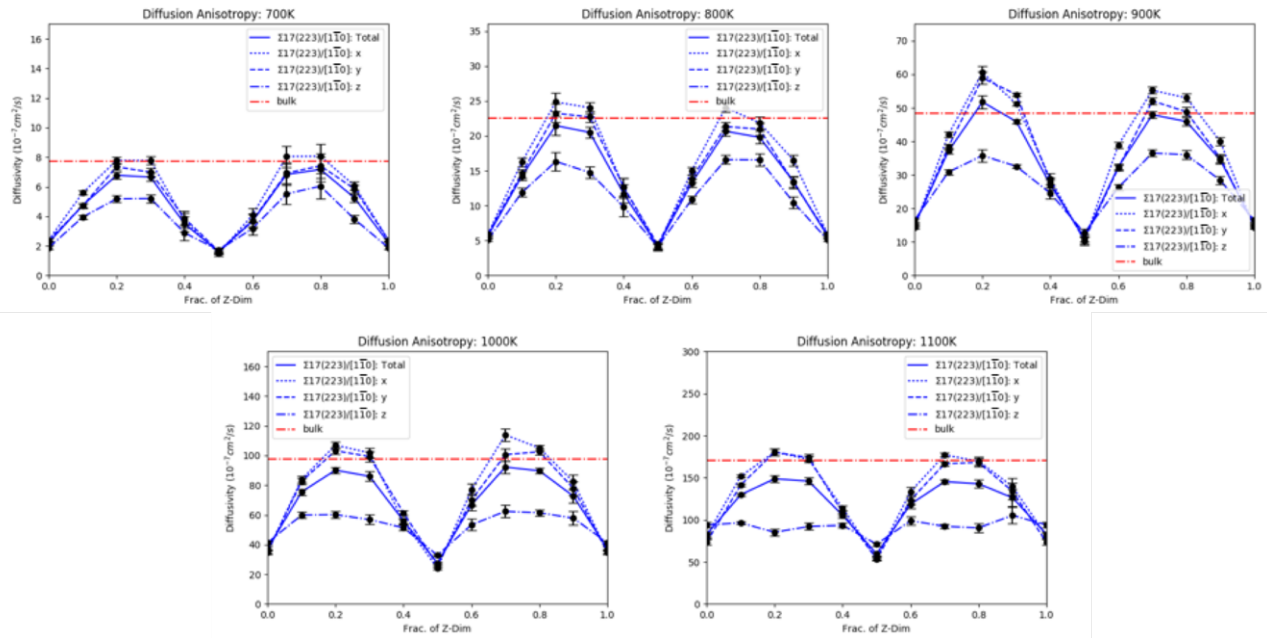 Diffusion Anisotropy: 700K
Diffusivity (10⁻⁷cm²/s)
16
14
12
10
8
6
4
2
0
Σ17(223)/[11̅0]: Total
Σ17(223)/[11̅0]: x
Σ17(223)/[11̅0]: y
Σ17(223)/[11̅0]: z
bulk
0.0 0.2 0.4 0.6 0.8 1.0
Frac. of Z-Dim
Diffusion Anisotropy: 800K
Diffusivity (10⁻⁷cm²/s)
35
30
25
20
15
10
5
0
Σ17(223)/[11̅0]: Total
Σ17(223)/[11̅0]: x
Σ17(223)/[11̅0]: y
Σ17(223)/[11̅0]: z
bulk
0.0 0.2 0.4 0.6 0.8 1.0
Frac. of Z-Dim
Diffusion Anisotropy: 900K
Diffusivity (10⁻⁷cm²/s)
70
60
50
40
30
20
10
0
Σ17(223)/[11̅0]: Total
Σ17(223)/[11̅0]: x
Σ17(223)/[11̅0]: y
Σ17(223)/[11̅0]: z
bulk
0.0 0.2 0.4 0.6 0.8 1.0
Frac. of Z-Dim
Diffusion Anisotropy: 1000K
Diffusivity (10⁻⁷cm²/s)
160
140
120
100
80
60
40
20
0
Σ17(223)/[11̅0]: Total
Σ17(223)/[11̅0]: x
Σ17(223)/[11̅0]: y
Σ17(223)/[11̅0]: z
bulk
0.0 0.2 0.4 0.6 0.8 1.0
Frac. of Z-Dim
Diffusion Anisotropy: 1100K
Diffusivity (10⁻⁷cm²/s)
300
250
200
150
100
50
0
Σ17(223)/[11̅0]: Total
Σ17(223)/[11̅0]: x
Σ17(223)/[11̅0]: y
Σ17(223)/[11̅0]: z
bulk
0.0 0.2 0.4 0.6 0.8 1.0
Frac. of Z-Dim